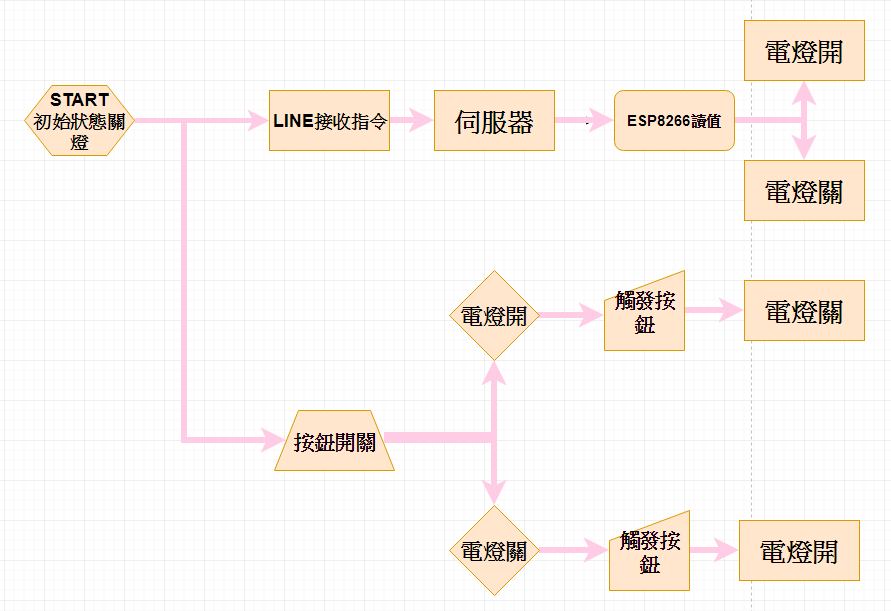 START
初始狀態關
燈
LINE接收指令
伺服器
ESP8266讀值
電燈開
電燈關
電燈開
觸發按
鈕
電燈關
按鈕開關
電燈關
觸發按
鈕
電燈開